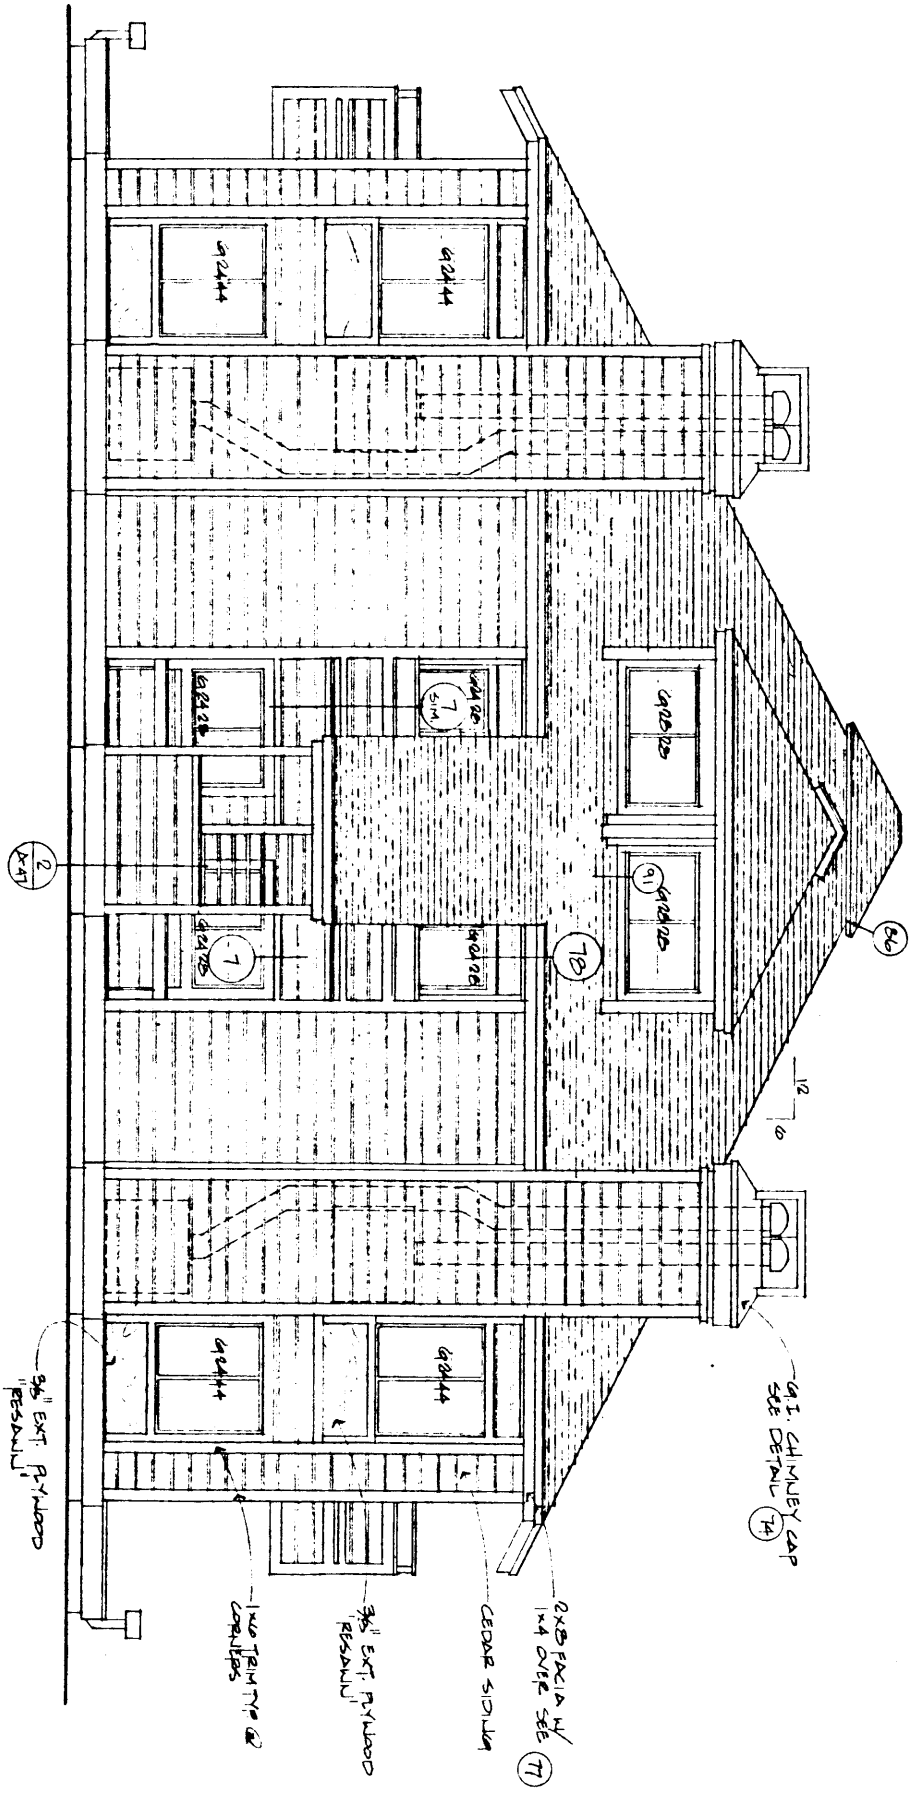 86
12
6
G.I. CHIMNEY CAP
SEE DETAIL 74
G2828
G2828
91
78
2X8 FACIA W/
1X4 OVER SEE
77
G2444
G2428
7
SIM
G2428
G2444
CEDAR SIDING
3/8" EXT. PLYWOOD
"RESAWN"
G2444
G2428
7
G2428
G2444
1X6 TRIM TYP @
CORNERS
2
A-47
3/8" EXT. PLYWOOD
"RESAWN"